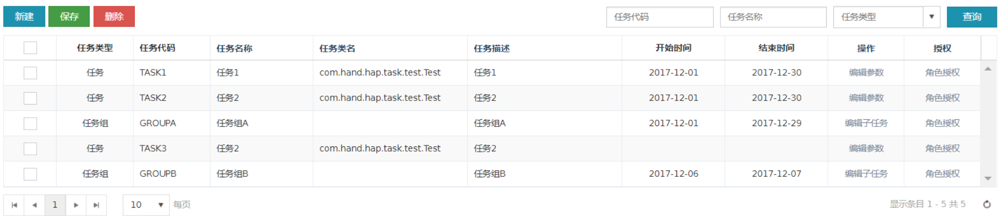 新建 保存 删除 任务代码 任务名称 任务类型 查询
任务类型 任务代码 任务名称 任务类名 任务描述 开始时间 结束时间 操作 授权
任务 TASK1 任务1 com.hand.hap.task.test.Test 任务1 2017-12-01 2017-12-30 编辑参数 角色授权
任务 TASK2 任务2 com.hand.hap.task.test.Test 任务2 2017-12-01 2017-12-30 编辑参数 角色授权
任务组 GROUPA 任务组A 任务组A 2017-12-01 2017-12-29 编辑子任务 角色授权
任务 TASK3 任务2 com.hand.hap.task.test.Test 任务2 编辑参数 角色授权
任务组 GROUPB 任务组B 任务组B 2017-12-06 2017-12-07 编辑子任务 角色授权
1 10 每页 显示条目 1 - 5 共 5